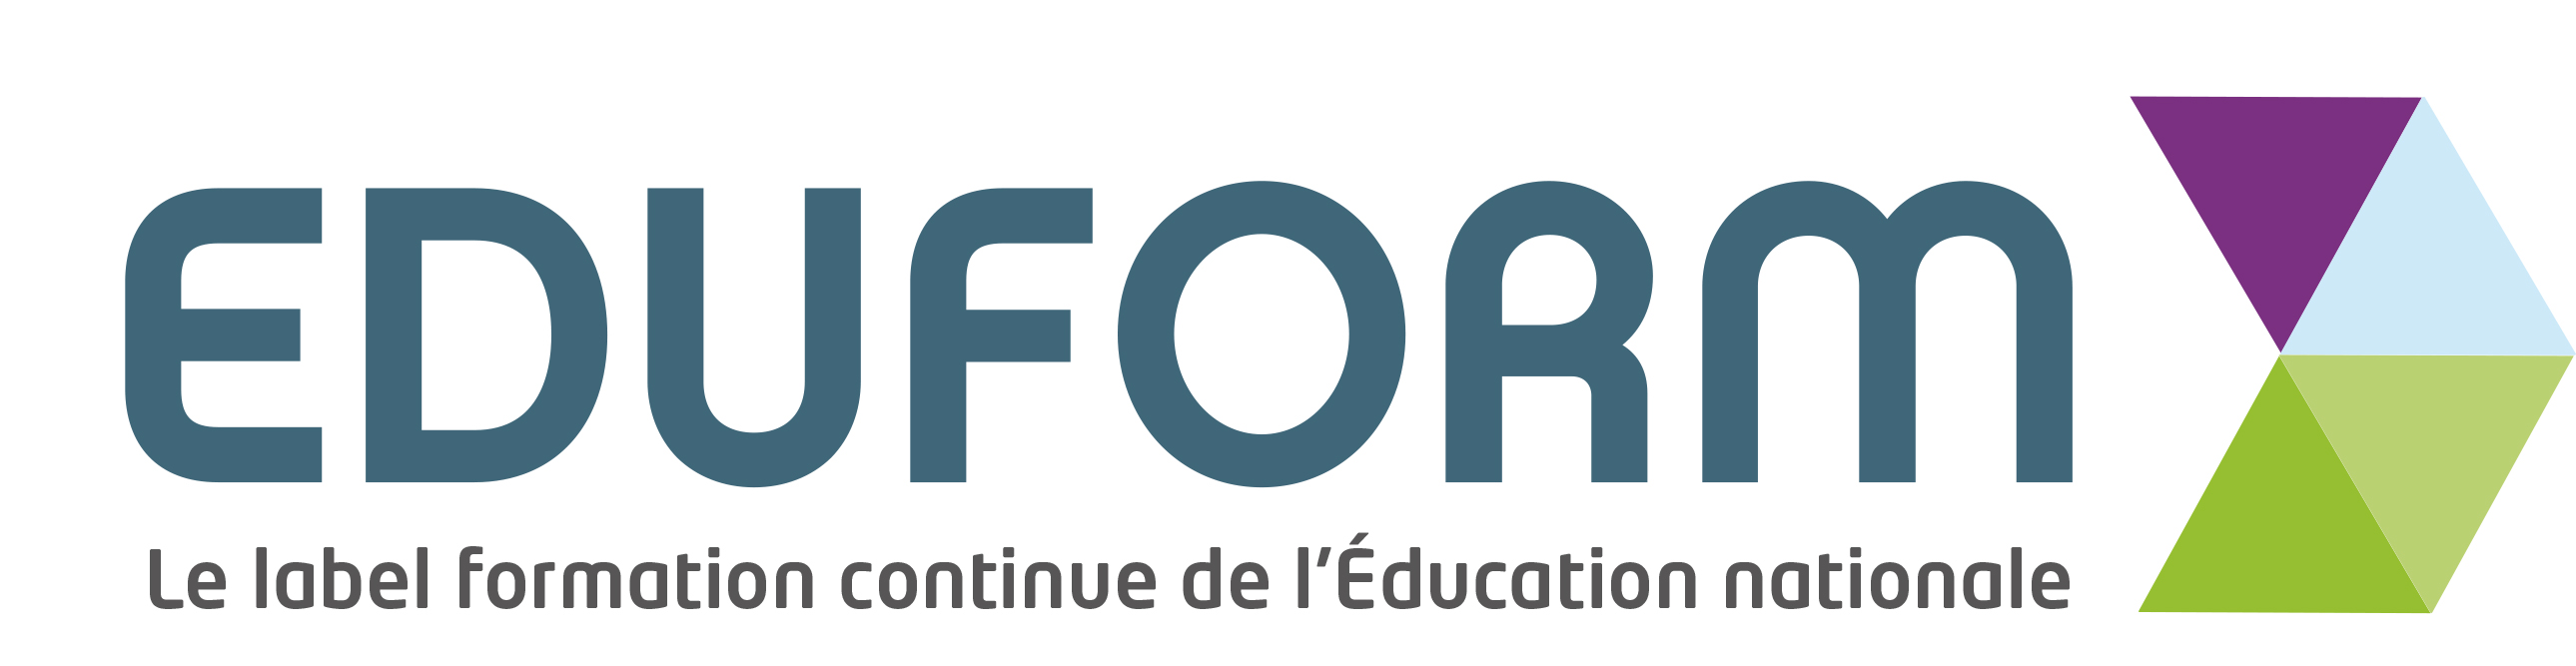 EDUFORM
Le label formation continue de l’Éducation nationale